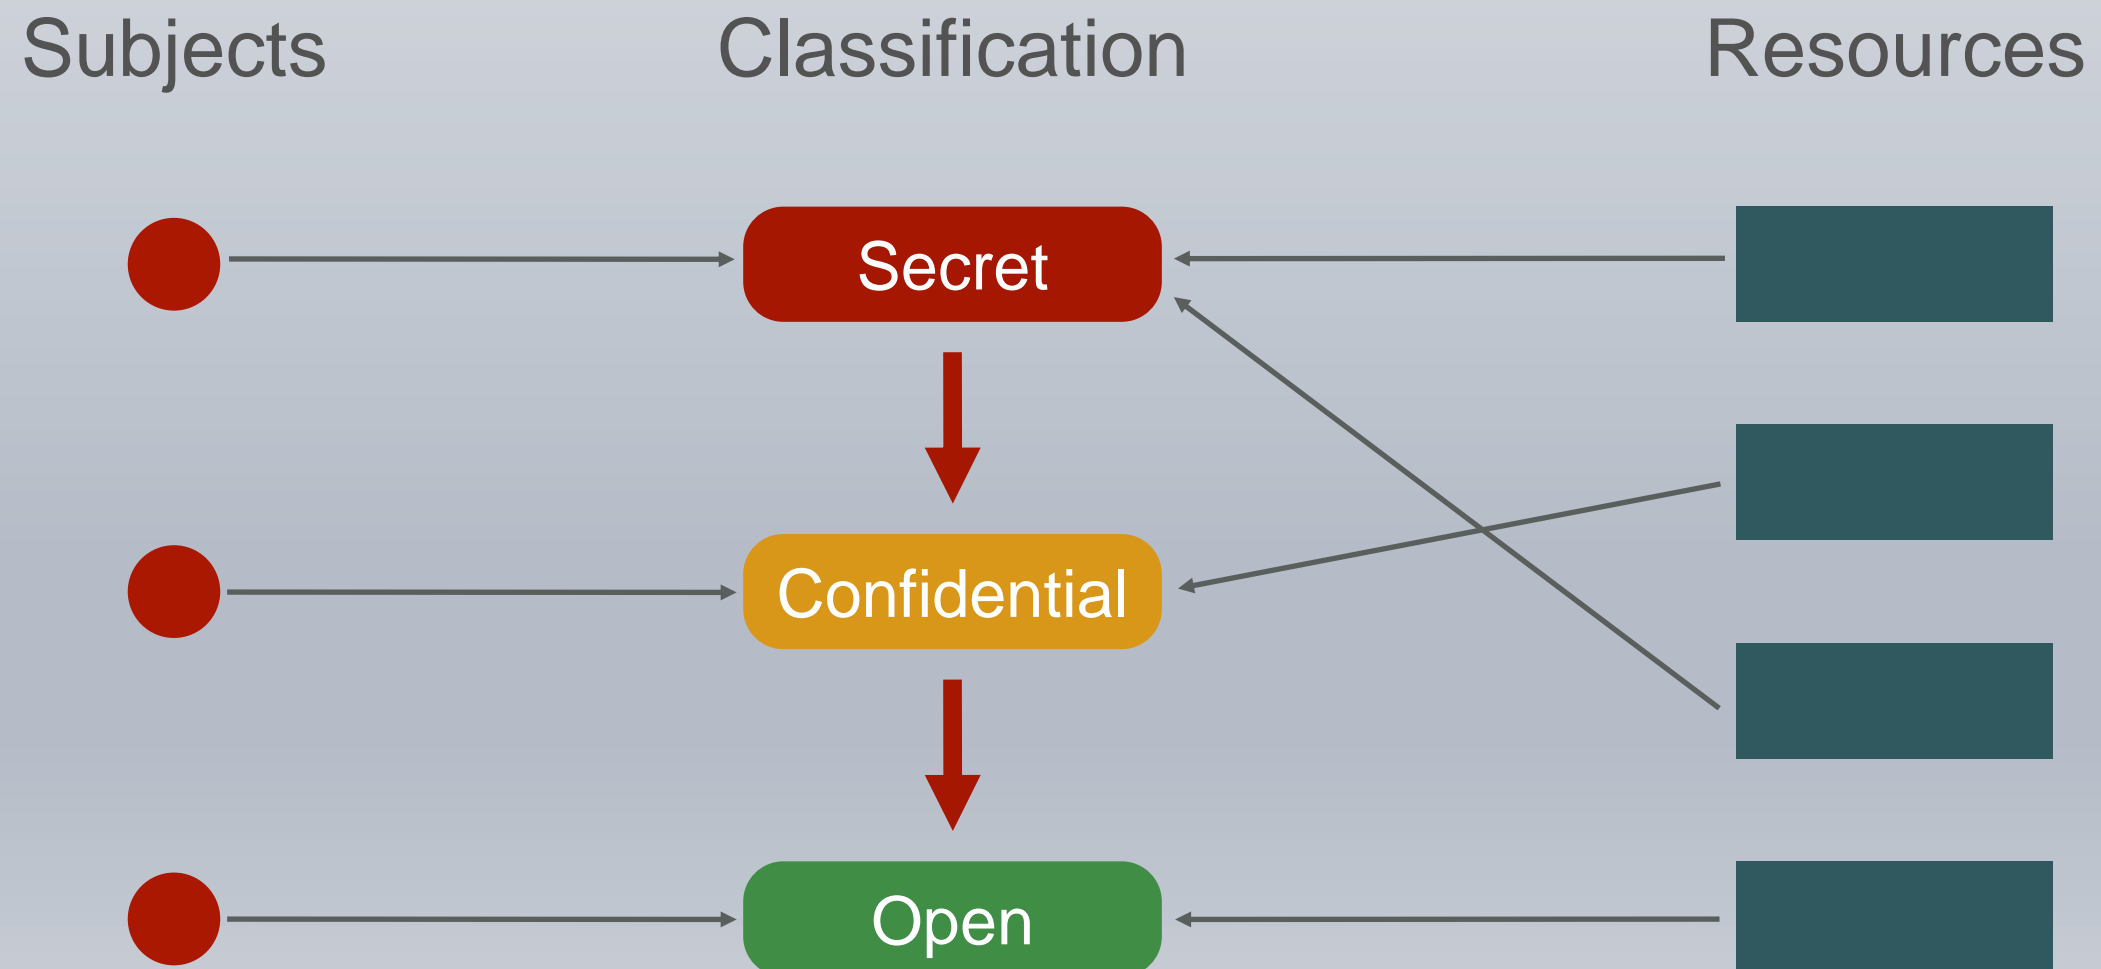 Subjects Classification Resources
Secret
Confidential
Open